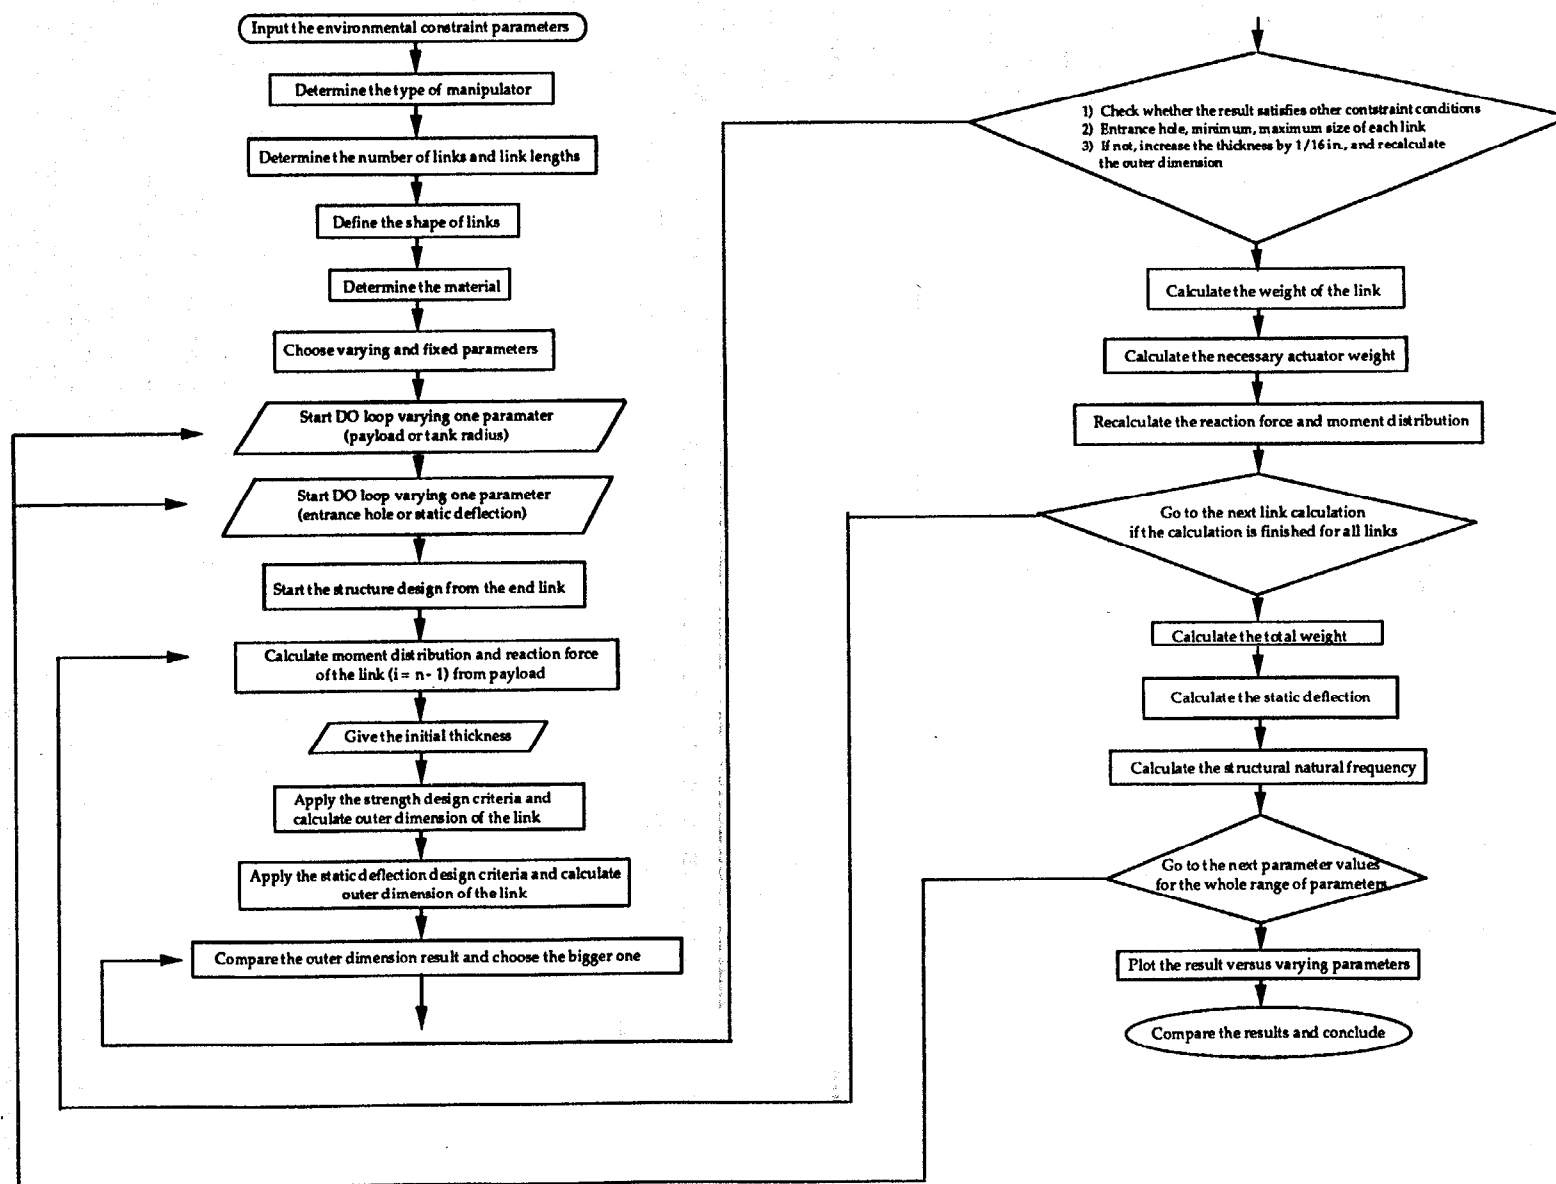 Input the environmental constraint parameters
Determine the type of manipulator
Determine the number of links and link lengths
Define the shape of links
Determine the material
Choose varying and fixed parameters
Start DO loop varying one paramater
(payload or tank radius)
Start DO loop varying one parameter
(entrance hole or static deflection)
Start the structure design from the end link
Calculate moment distribution and reaction force
of the link (i = n - 1) from payload
Give the initial thickness
Apply the strength design criteria and
calculate outer dimension of the link
Apply the static deflection design criteria and calculate
outer dimension of the link
Compare the outer dimension result and choose the bigger one
1) Check whether the result satisfies other contstraint conditions
2) Entrance hole, minimum, maximum size of each link
3) If not, increase the thickness by 1/16 in., and recalculate
the outer dimension
Calculate the weight of the link
Calculate the necessary actuator weight
Recalculate the reaction force and moment distribution
Go to the next link calculation
if the calculation is finished for all links
Calculate the total weight
Calculate the static deflection
Calculate the structural natural frequency
Go to the next parameter values
for the whole range of parameters
Plot the result versus varying parameters
Compare the results and conclude